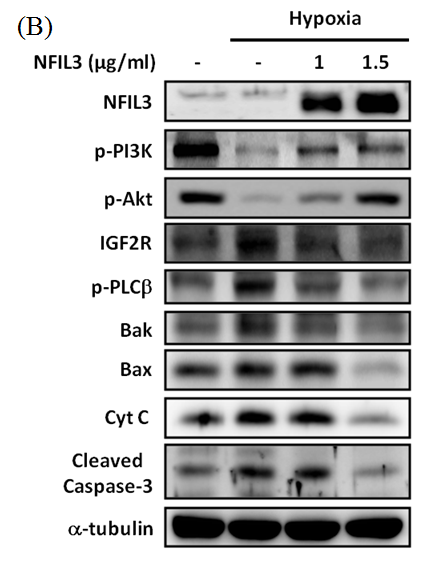 (B)
Hypoxia
NFIL3 (μg/ml) - - 1 1.5
NFIL3
p-PI3K
p-Akt
IGF2R
p-PLCβ
Bak
Bax
Cyt C
Cleaved
Caspase-3
α-tubulin